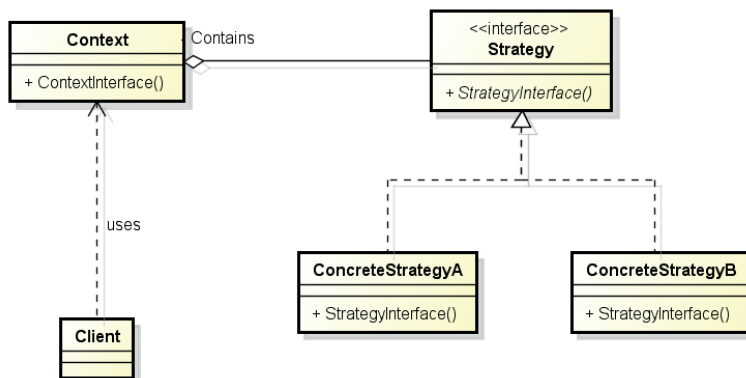 Context
+ ContextInterface()
Contains
<<interface>>
Strategy
+ StrategyInterface()
uses
ConcreteStrategyA
+ StrategyInterface()
ConcreteStrategyB
+ StrategyInterface()
Client